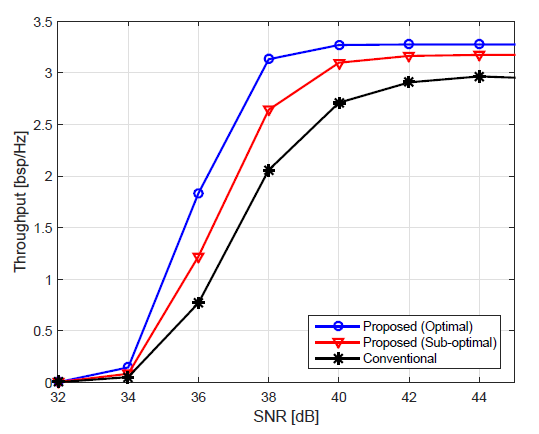 3.5
3
2.5
2
1.5
1
0.5
0
Throughput [bsp/Hz]
Proposed (Optimal)
Proposed (Sub-optimal)
Conventional
32 34 36 38 40 42 44
SNR [dB]